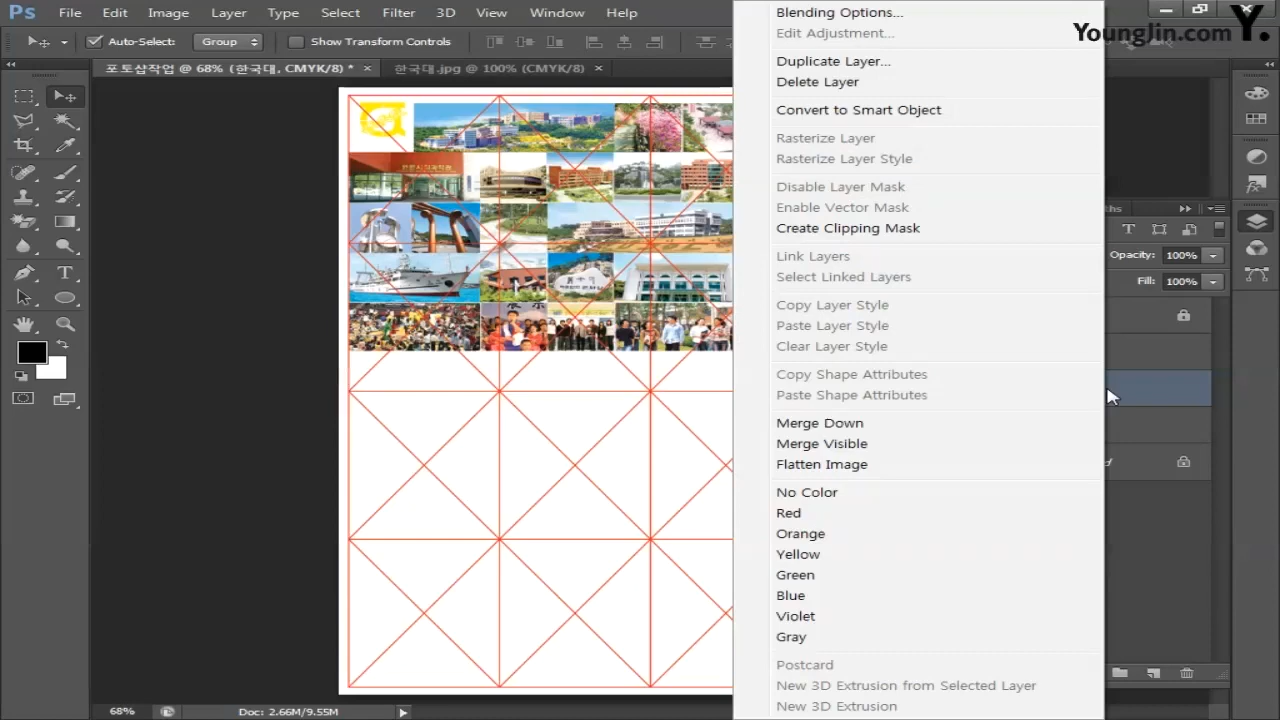 Ps File Edit Image Layer Type Select Filter 3D View Window Help
YoungJin.com Y.
Auto-Select: Group Show Transform Controls
포토샵작업 @ 68% (한국대, CMYK/8) * × 한국대.jpg @ 100% (CMYK/8) ×
Blending Options...
Edit Adjustment...
Duplicate Layer...
Delete Layer
Convert to Smart Object
Rasterize Layer
Rasterize Layer Style
Disable Layer Mask
Enable Vector Mask
Create Clipping Mask
Link Layers
Select Linked Layers
Copy Layer Style
Paste Layer Style
Clear Layer Style
Copy Shape Attributes
Paste Shape Attributes
Merge Down
Merge Visible
Flatten Image
No Color
Red
Orange
Yellow
Green
Blue
Violet
Gray
Postcard
New 3D Extrusion from Selected Layer
New 3D Extrusion
ths
Opacity: 100%
Fill: 100%
68% Doc: 2.66M/9.55M